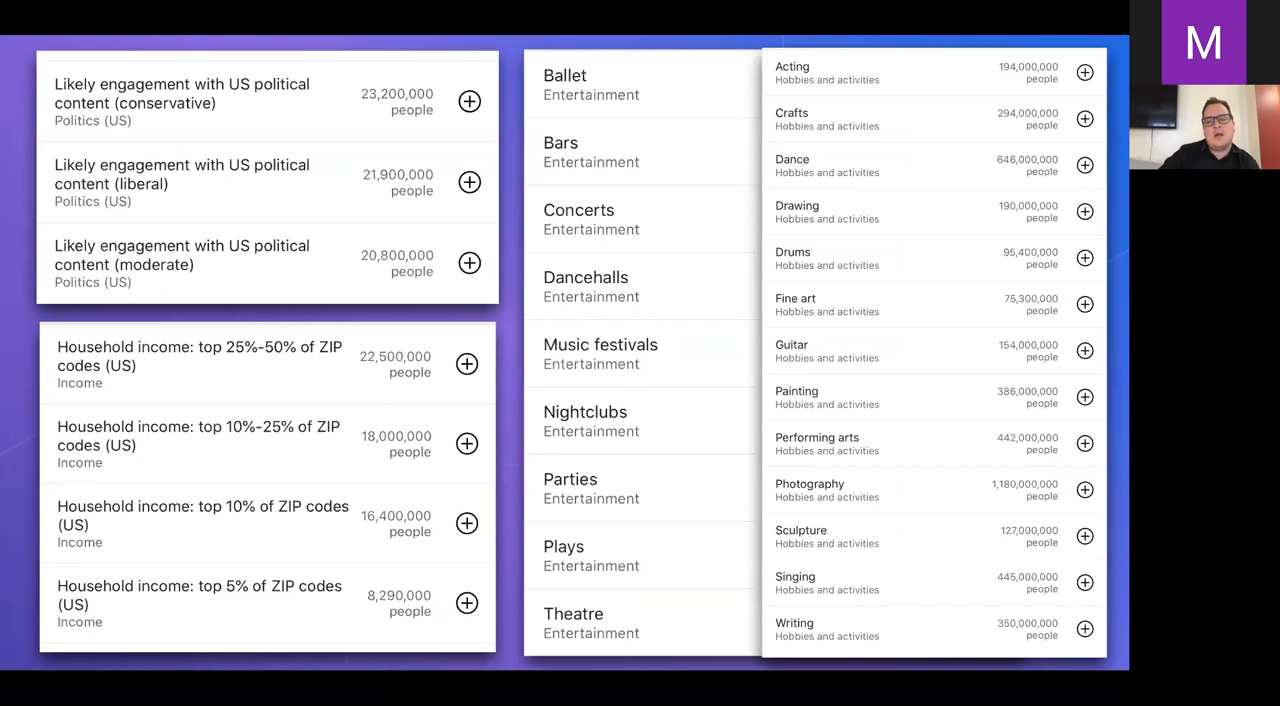 Likely engagement with US political
content (conservative)
Politics (US)
23,200,000
people
Likely engagement with US political
content (liberal)
Politics (US)
21,900,000
people
Likely engagement with US political
content (moderate)
Politics (US)
20,800,000
people
Household income: top 25%-50% of ZIP
codes (US)
Income
22,500,000
people
Household income: top 10%-25% of ZIP
codes (US)
Income
18,000,000
people
Household income: top 10% of ZIP codes
(US)
Income
16,400,000
people
Household income: top 5% of ZIP codes
(US)
Income
8,290,000
people
Ballet
Entertainment
Bars
Entertainment
Concerts
Entertainment
Dancehalls
Entertainment
Music festivals
Entertainment
Nightclubs
Entertainment
Parties
Entertainment
Plays
Entertainment
Theatre
Entertainment
Acting
Hobbies and activities
194,000,000
people
Crafts
Hobbies and activities
294,000,000
people
Dance
Hobbies and activities
646,000,000
people
Drawing
Hobbies and activities
190,000,000
people
Drums
Hobbies and activities
95,400,000
people
Fine art
Hobbies and activities
75,300,000
people
Guitar
Hobbies and activities
154,000,000
people
Painting
Hobbies and activities
386,000,000
people
Performing arts
Hobbies and activities
442,000,000
people
Photography
Hobbies and activities
1,180,000,000
people
Sculpture
Hobbies and activities
127,000,000
people
Singing
Hobbies and activities
445,000,000
people
Writing
Hobbies and activities
350,000,000
people
M